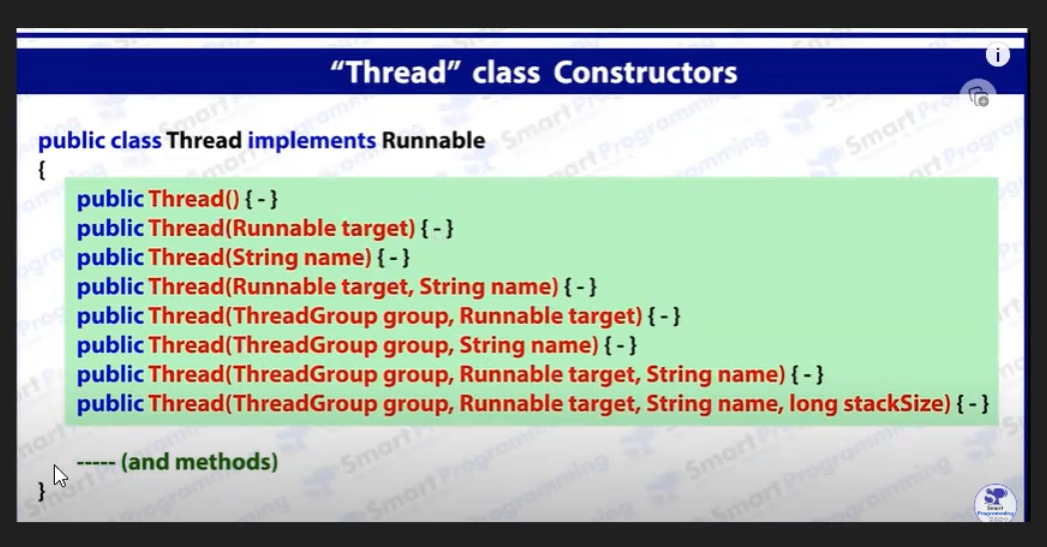 “Thread” class Constructors
public class Thread implements Runnable
{
public Thread() { - }
public Thread(Runnable target) { - }
public Thread(String name) { - }
public Thread(Runnable target, String name) { - }
public Thread(ThreadGroup group, Runnable target) { - }
public Thread(ThreadGroup group, String name) { - }
public Thread(ThreadGroup group, Runnable target, String name) { - }
public Thread(ThreadGroup group, Runnable target, String name, long stackSize) { - }
----- (and methods)
}
Smart
Programming